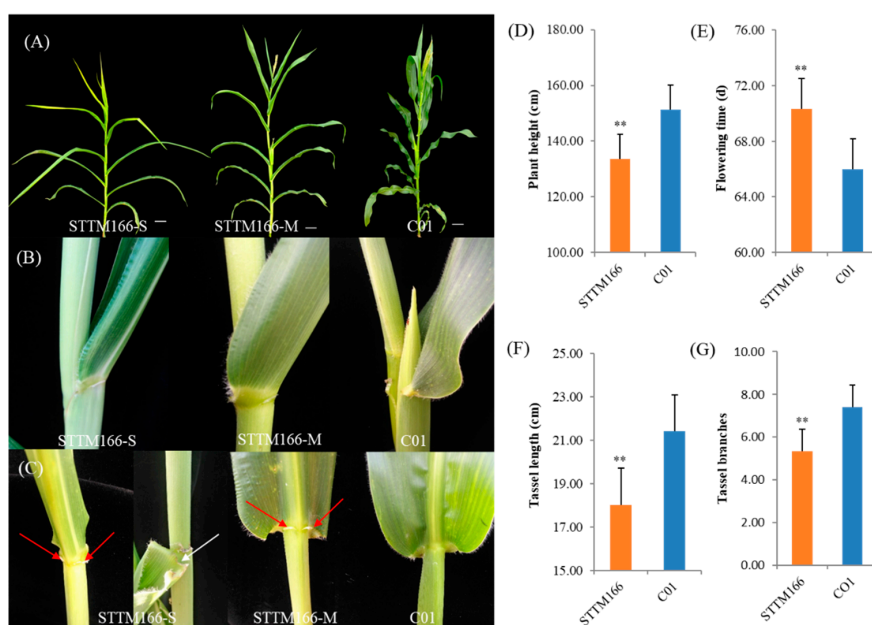 (A)
STTM166-S
STTM166-M
C01
(B)
STTM166-S
STTM166-M
C01
(C)
STTM166-S
STTM166-M
C01
(D)
Plant height (cm)
180.00
160.00
140.00
120.00
100.00
**
STTM166
C01
(E)
Flowering time (d)
76.00
72.00
68.00
64.00
60.00
**
STTM166
C01
(F)
Tassel length (cm)
25.00
23.00
21.00
19.00
17.00
15.00
**
STTM166
C01
(G)
Tassel branches
10.00
8.00
6.00
4.00
2.00
0.00
**
STTM166
CO1